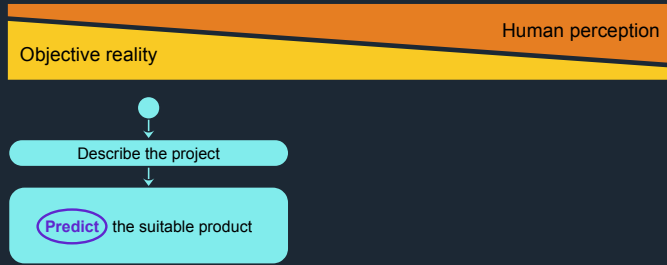 Human perception
Objective reality
Describe the project
Predict the suitable product